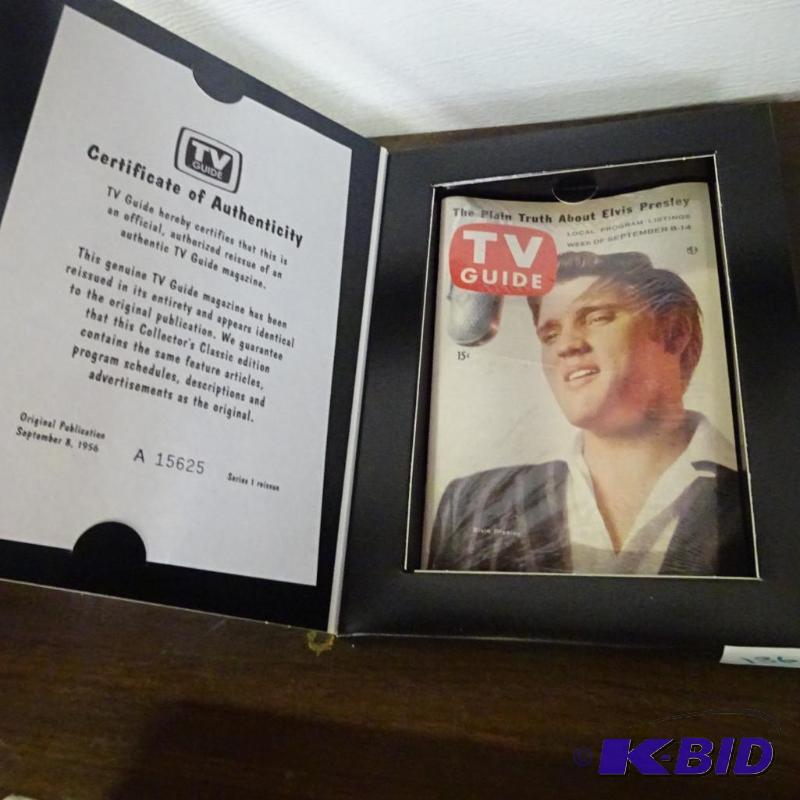 TV
GUIDE
Certificate of Authenticity
TV Guide hereby certifies that this is
an official, authorized reissue of an
authentic TV Guide magazine.
This genuine TV Guide magazine has been
reissued in its entirety and appears identical
to the original publication. We guarantee
that this Collector's Classic edition
contains the same feature articles,
program schedules, descriptions and
advertisements as the original.
Original Publication
September 8, 1956
A 15625
Series 1 reissue
The Plain Truth About Elvis Presley
LOCAL PROGRAM LISTINGS
WEEK OF SEPTEMBER 8-14
TV
GUIDE
15¢
Elvis Presley
© K-BID